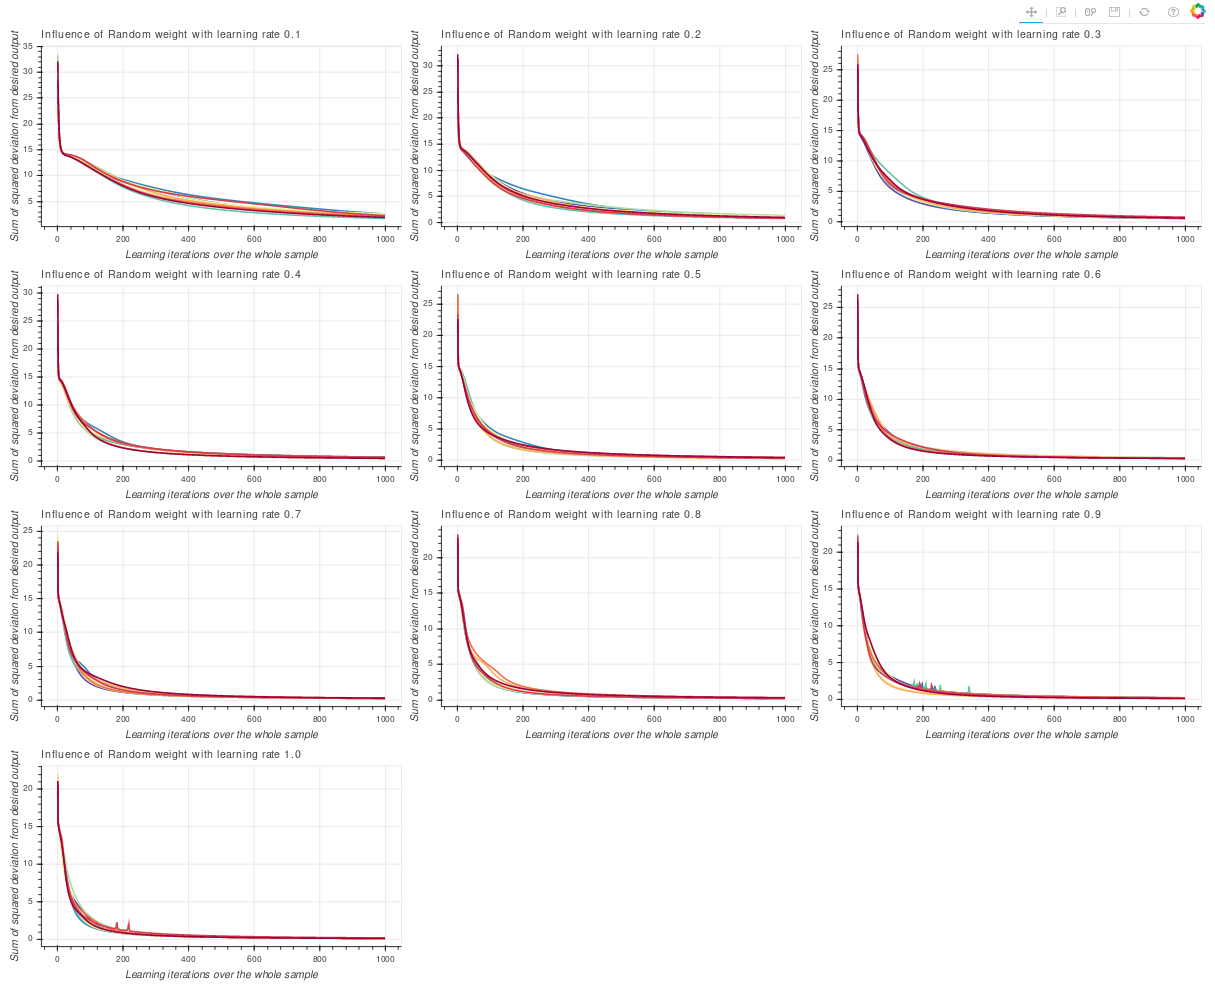 Influence of Random weight with learning rate 0.1
Sum of squared deviation from desired output
35
30
25
20
15
10
5
0 200 400 600 800 1000
Learning iterations over the whole sample
Influence of Random weight with learning rate 0.2
Sum of squared deviation from desired output
30
25
20
15
10
5
0
0 200 400 600 800 1000
Learning iterations over the whole sample
Influence of Random weight with learning rate 0.3
Sum of squared deviation from desired output
25
20
15
10
5
0
0 200 400 600 800 1000
Learning iterations over the whole sample
Influence of Random weight with learning rate 0.4
Sum of squared deviation from desired output
30
25
20
15
10
5
0
0 200 400 600 800 1000
Learning iterations over the whole sample
Influence of Random weight with learning rate 0.5
Sum of squared deviation from desired output
25
20
15
10
5
0
0 200 400 600 800 1000
Learning iterations over the whole sample
Influence of Random weight with learning rate 0.6
Sum of squared deviation from desired output
25
20
15
10
5
0
0 200 400 600 800 1000
Learning iterations over the whole sample
Influence of Random weight with learning rate 0.7
Sum of squared deviation from desired output
25
20
15
10
5
0
0 200 400 600 800 1000
Learning iterations over the whole sample
Influence of Random weight with learning rate 0.8
Sum of squared deviation from desired output
20
15
10
5
0
0 200 400 600 800 1000
Learning iterations over the whole sample
Influence of Random weight with learning rate 0.9
Sum of squared deviation from desired output
20
15
10
5
0
0 200 400 600 800 1000
Learning iterations over the whole sample
Influence of Random weight with learning rate 1.0
Sum of squared deviation from desired output
20
15
10
5
0
0 200 400 600 800 1000
Learning iterations over the whole sample